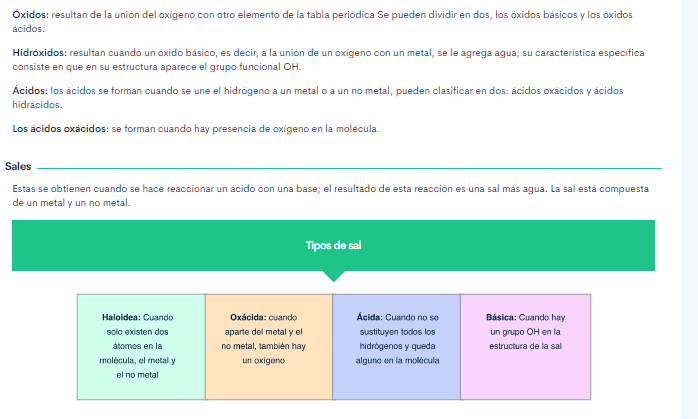 Óxidos: resultan de la unión del oxígeno con otro elemento de la tabla periódica Se pueden dividir en dos, los óxidos básicos y los óxidos
ácidos.
Hidróxidos: resultan cuando un óxido básico, es decir, a la unión de un oxígeno con un metal, se le agrega agua; su característica específica
consiste en que en su estructura aparece el grupo funcional OH.
Ácidos: los ácidos se forman cuando se une el hidrógeno a un metal o a un no metal, pueden clasificar en dos: ácidos oxácidos y ácidos
hidrácidos.
Los ácidos oxácidos: se forman cuando hay presencia de oxígeno en la molécula.
Sales
Estas se obtienen cuando se hace reaccionar un ácido con una base; el resultado de esta reacción es una sal más agua. La sal está compuesta
de un metal y un no metal.
Tipos de sal
Haloidea: Cuando
solo existen dos
átomos en la
molécula, el metal y
el no metal
Oxácida: cuando
aparte del metal y el
no metal, también hay
un oxígeno
Ácida: Cuando no se
sustituyen todos los
hidrógenos y queda
alguno en la molécula
Básica: Cuando hay
un grupo OH en la
estructura de la sal